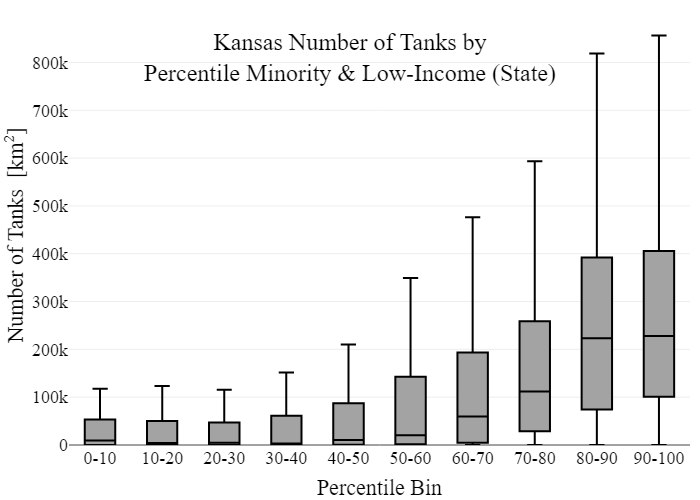 Kansas Number of Tanks by
Percentile Minority & Low-Income (State)
Number of Tanks [km²]
800k
700k
600k
500k
400k
300k
200k
100k
0
0-10 10-20 20-30 30-40 40-50 50-60 60-70 70-80 80-90 90-100
Percentile Bin